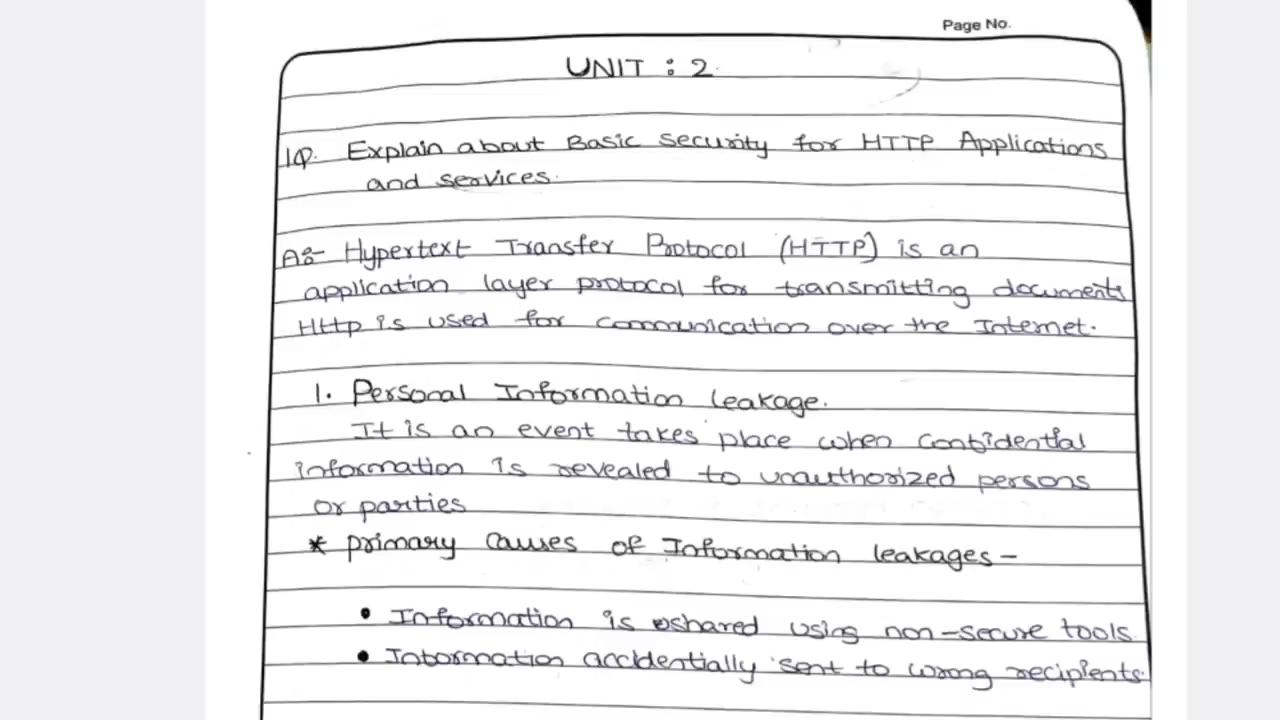 Page No.
UNIT : 2
1Q. Explain about Basic security for HTTP Applications
and services.
A:- Hypertext Transfer Protocol (HTTP) is an
application layer protocol for transmitting documents
Http is used for communication over the Internet.
1. Personal Information leakage.
It is an event takes place when confidential
information is revealed to unauthorized persons
or parties
* primary causes of Information leakages -
• Information is shared using non-secure tools.
• Information accidentially sent to wrong recipients.